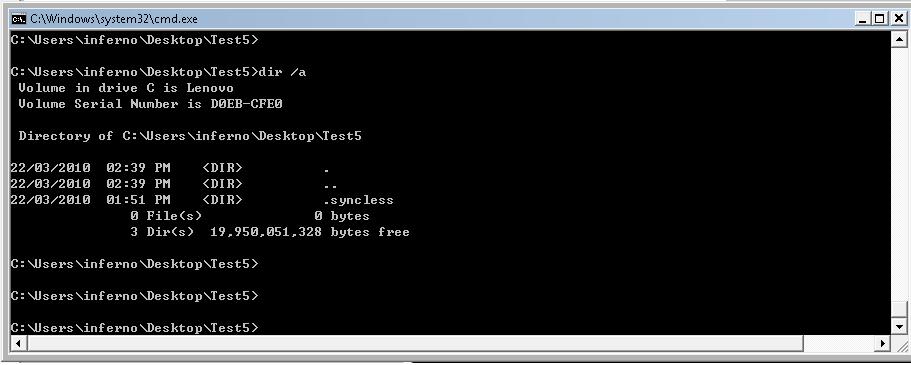 C:\Windows\system32\cmd.exe
C:\Users\inferno\Desktop\Test5>
C:\Users\inferno\Desktop\Test5>dir /a
Volume in drive C is Lenovo
Volume Serial Number is D0EB-CFE0
Directory of C:\Users\inferno\Desktop\Test5
22/03/2010  02:39 PM    <DIR>          .
22/03/2010  02:39 PM    <DIR>          ..
22/03/2010  01:51 PM    <DIR>          .syncless
0 File(s)              0 bytes
3 Dir(s)  19,950,051,328 bytes free
C:\Users\inferno\Desktop\Test5>
C:\Users\inferno\Desktop\Test5>
C:\Users\inferno\Desktop\Test5>